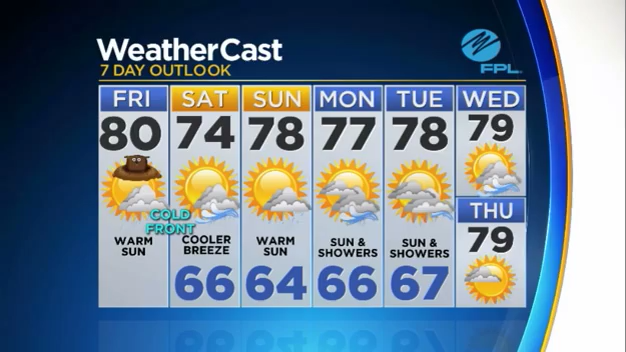 WeatherCast
7 DAY OUTLOOK
FPL.
FRI
80
WARM
SUN
COLD
FRONT
SAT
74
COOLER
BREEZE
66
SUN
78
WARM
SUN
64
MON
77
SUN &
SHOWERS
66
TUE
78
SUN &
SHOWERS
67
WED
79
THU
79